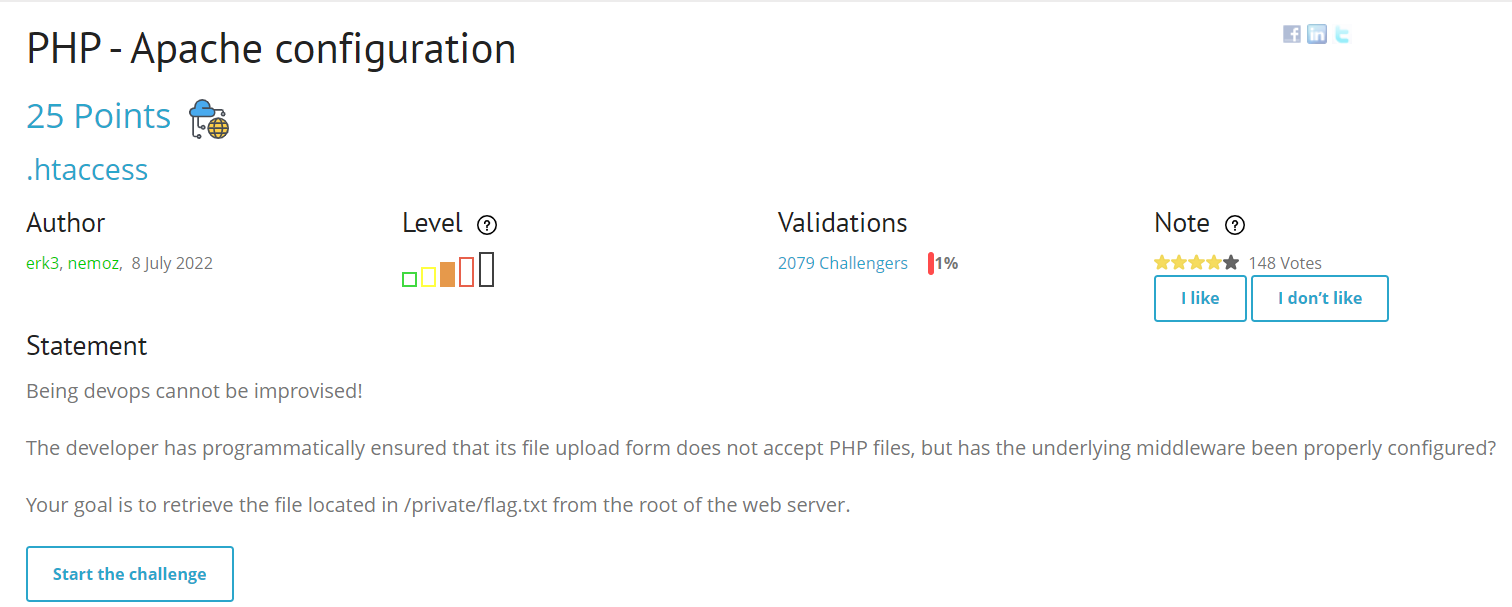 PHP - Apache configuration
25 Points
.htaccess
Author
erk3, nemoz, 8 July 2022
Level ?
Validations
2079 Challengers 1%
Note ?
148 Votes
I like
I don’t like
Statement
Being devops cannot be improvised!
The developer has programmatically ensured that its file upload form does not accept PHP files, but has the underlying middleware been properly configured?
Your goal is to retrieve the file located in /private/flag.txt from the root of the web server.
Start the challenge